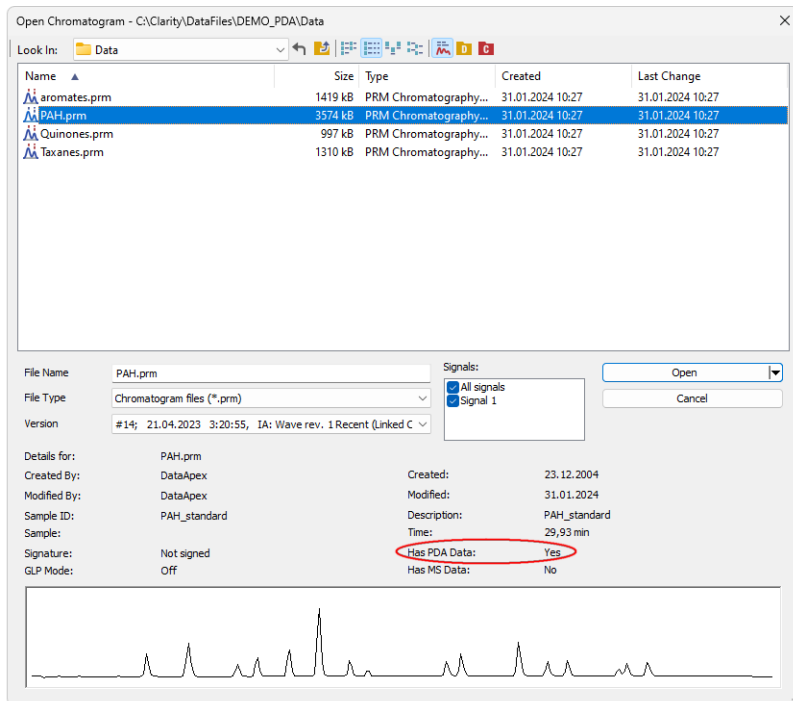 Open Chromatogram - C:\Clarity\DataFiles\DEMO_PDA\Data
Look In: Data
Name Size Type Created Last Change
aromates.prm 1419 kB PRM Chromatography... 31.01.2024 10:27 31.01.2024 10:27
PAH.prm 3574 kB PRM Chromatography... 31.01.2024 10:27 31.01.2024 10:27
Quinones.prm 997 kB PRM Chromatography... 31.01.2024 10:27 31.01.2024 10:27
Taxanes.prm 1310 kB PRM Chromatography... 31.01.2024 10:27 31.01.2024 10:27
File Name PAH.prm Signals: Open
File Type Chromatogram files (*.prm) All signals Cancel
Version #14; 21.04.2023 3:20:55, IA: Wave rev. 1 Recent (Linked C Signal 1
Details for: PAH.prm
Created By: DataApex Created: 23.12.2004
Modified By: DataApex Modified: 31.01.2024
Sample ID: PAH_standard Description: PAH_standard
Sample: Time: 29,93 min
Signature: Not signed Has PDA Data: Yes
GLP Mode: Off Has MS Data: No